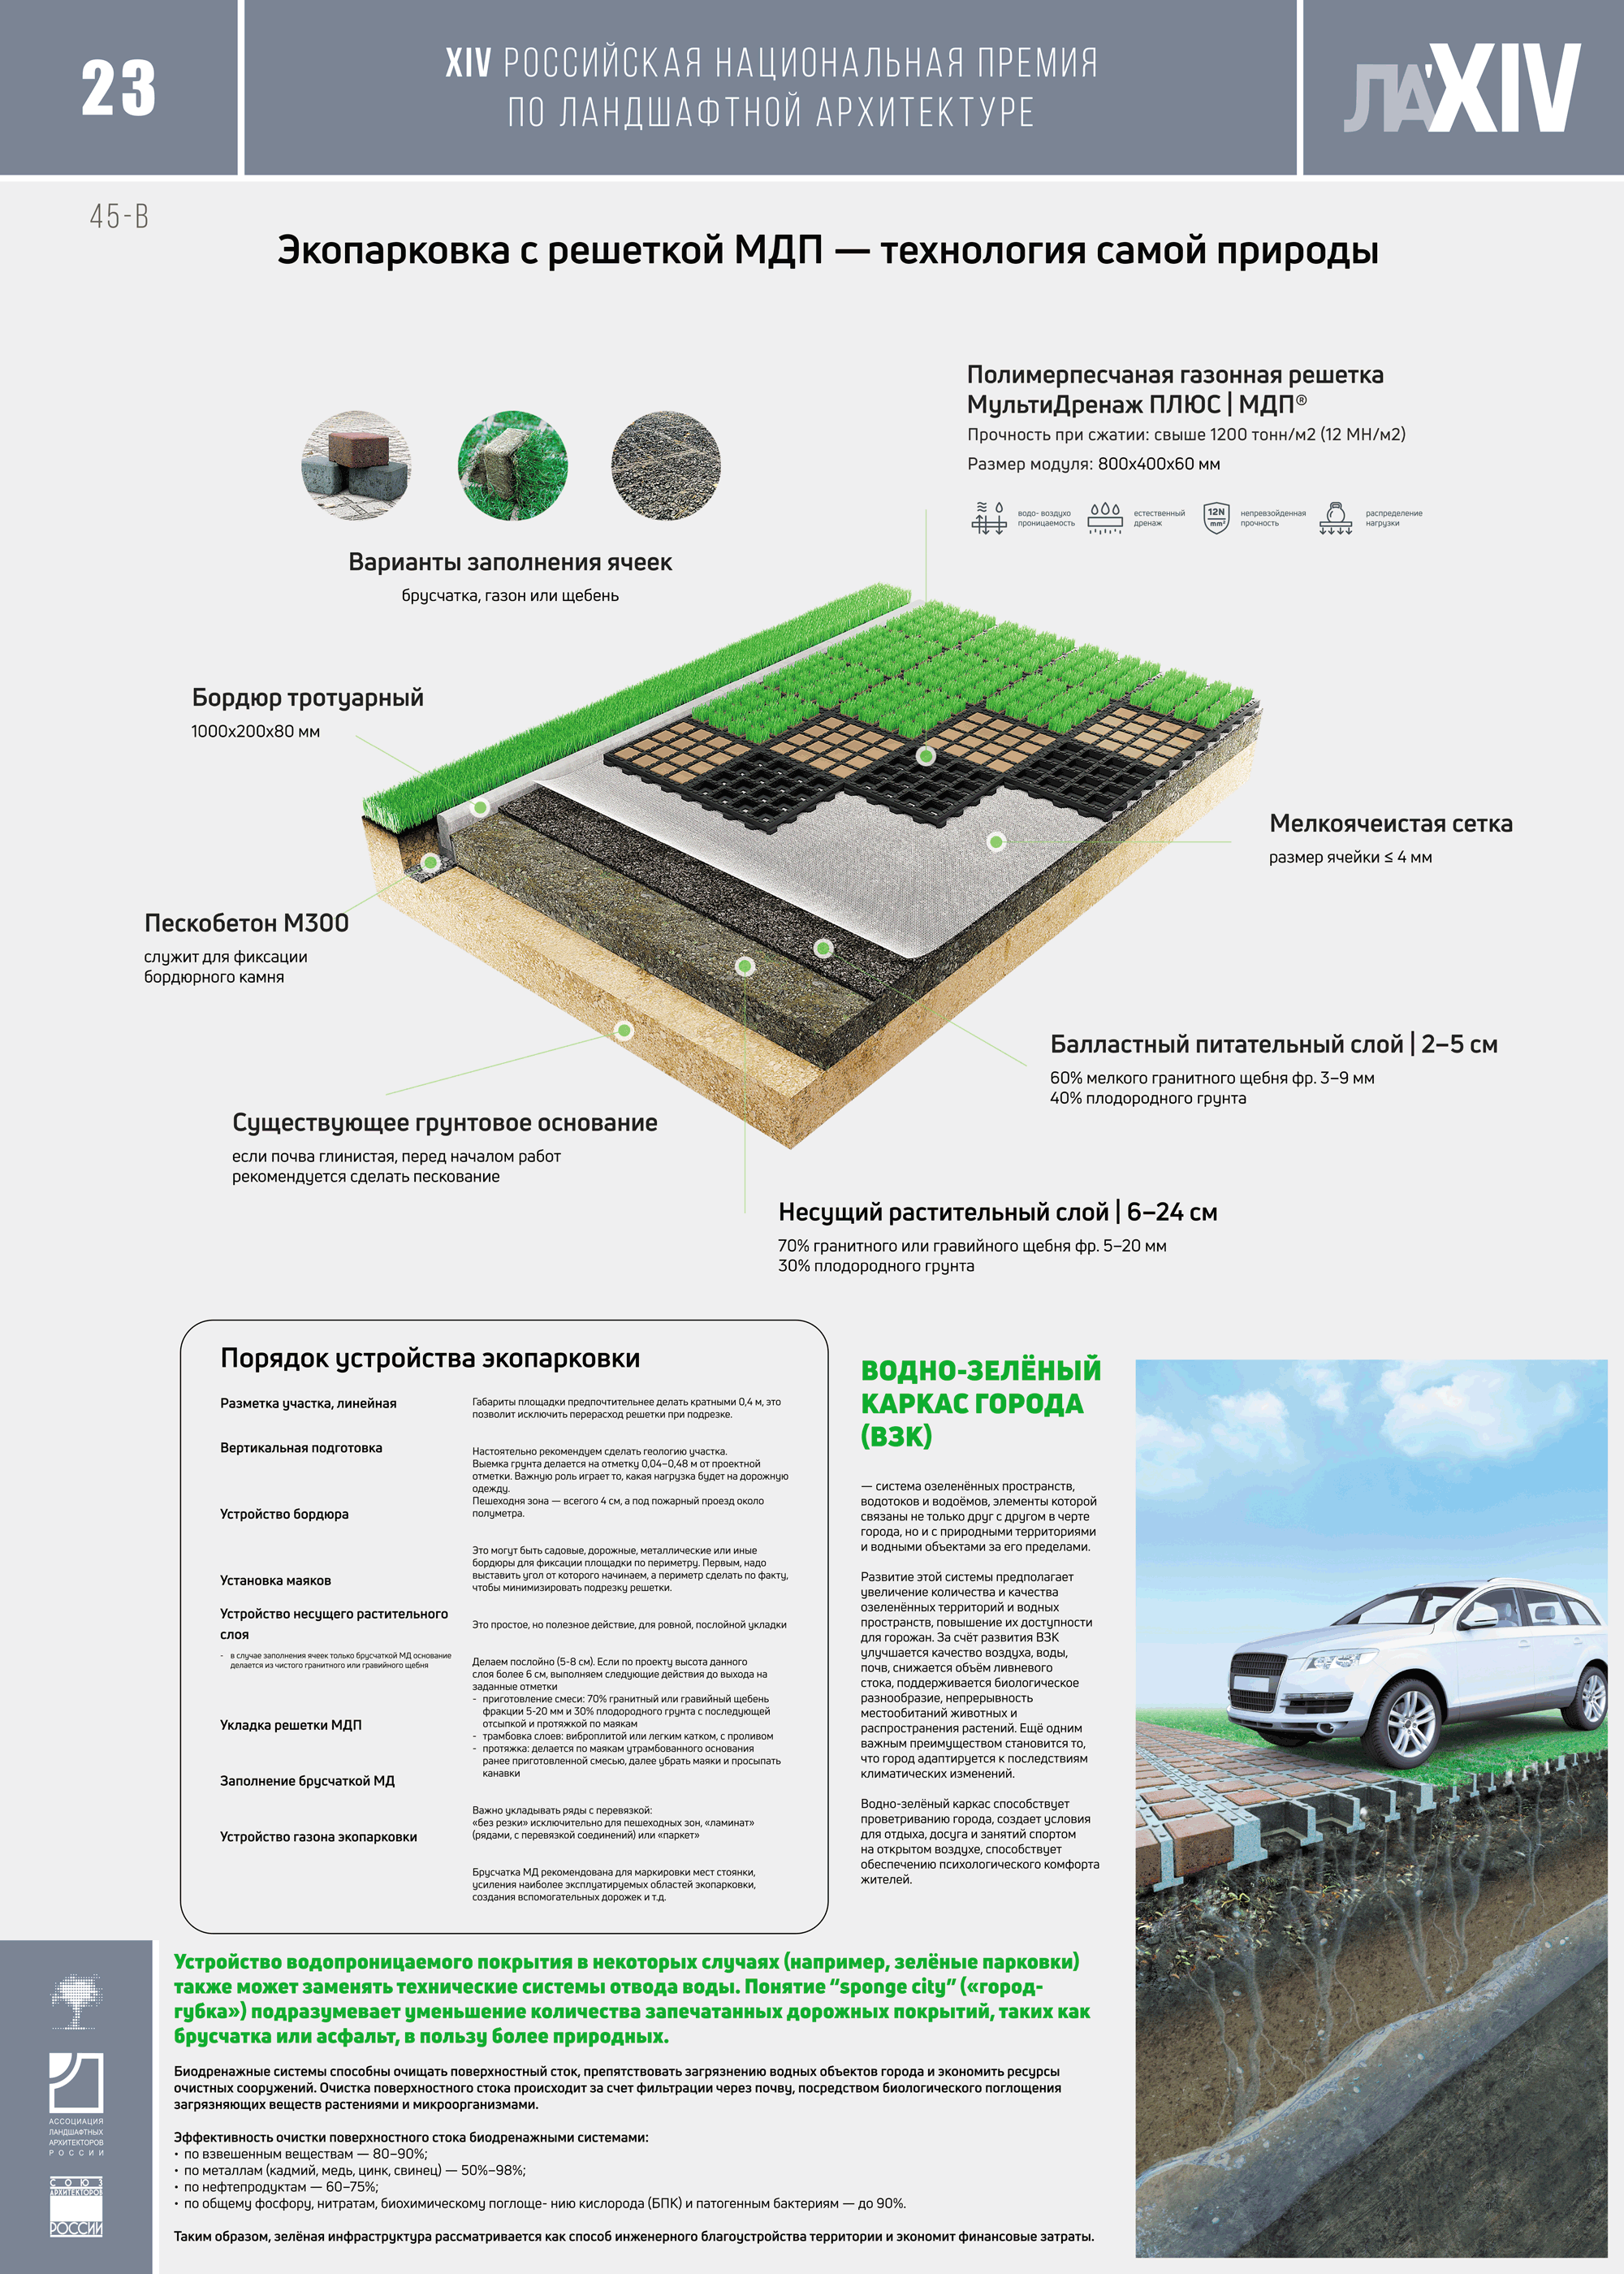 23
XIV РОССИЙСКАЯ НАЦИОНАЛЬНАЯ ПРЕМИЯ
ПО ЛАНДШАФТНОЙ АРХИТЕКТУРЕ
ЛА'XIV
45-В
Экопарковка с решеткой МДП — технология самой природы
Полимерпесчаная газонная решетка
МультиДренаж ПЛЮС | МДП®
Прочность при сжатии: свыше 1200 тонн/м2 (12 МН/м2)
Размер модуля: 800х400х60 мм
водо- воздухо
проницаемость
естественный
дренаж
12N
mm²
непревзойденная
прочность
распределение
нагрузки
Варианты заполнения ячеек
брусчатка, газон или щебень
Бордюр тротуарный
1000х200х80 мм
Мелкоячеистая сетка
размер ячейки ≤ 4 мм
Пескобетон М300
служит для фиксации
бордюрного камня
Балластный питательный слой | 2–5 см
60% мелкого гранитного щебня фр. 3–9 мм
40% плодородного грунта
Существующее грунтовое основание
если почва глинистая, перед началом работ
рекомендуется сделать пескование
Несущий растительный слой | 6–24 см
70% гранитного или гравийного щебня фр. 5–20 мм
30% плодородного грунта
Порядок устройства экопарковки
Разметка участка, линейная
Габариты площадки предпочтительнее делать кратными 0,4 м, это
позволит исключить перерасход решетки при подрезке.
Вертикальная подготовка
Настоятельно рекомендуем сделать геологию участка.
Выемка грунта делается на отметку 0,04–0,48 м от проектной
отметки. Важную роль играет то, какая нагрузка будет на дорожную
одежду.
Пешеходня зона — всегого 4 см, а под пожарный проезд около
полуметра.
Устройство бордюра
Это могут быть садовые, дорожные, металлические или иные
бордюры для фиксации площадки по периметру. Первым, надо
выставить угол от которого начинаем, а периметр сделать по факту,
чтобы минимизировать подрезку решетки.
Установка маяков
Это простое, но полезное действие, для ровной, послойной укладки
Устройство несущего растительного
слоя
- в случае заполнения ячеек только брусчаткой МД основание
делается из чистого гранитного или гравийного щебня
Делаем послойно (5-8 см). Если по проекту высота данного
слоя более 6 см, выполняем следующие действия до выхода на
заданные отметки
- приготовление смеси: 70% гранитный или гравийный щебень
фракции 5-20 мм и 30% плодородного грунта с последующей
отсыпкой и протяжкой по маякам
- трамбовка слоев: виброплитой или легким катком, с проливом
- протяжка: делается по маякам утрамбованного основания
ранее приготовленной смесью, далее убрать маяки и просыпать
канавки
Укладка решетки МДП
Важно укладывать ряды с перевязкой:
«без резки» исключительно для пешеходных зон, «ламинат»
(рядами, с перевязкой соединений) или «паркет»
Заполнение брусчаткой МД
Брусчатка МД рекомендована для маркировки мест стоянки,
усиления наиболее эксплуатируемых областей экопарковки,
создания вспомогательных дорожек и т.д.
Устройство газона экопарковки
ВОДНО-ЗЕЛЁНЫЙ
КАРКАС ГОРОДА
(ВЗК)
— система озеленённых пространств,
водотоков и водоёмов, элементы которой
связаны не только друг с другом в черте
города, но и с природными территориями
и водными объектами за его пределами.
Развитие этой системы предполагает
увеличение количества и качества
озеленённых территорий и водных
пространств, повышение их доступности
для горожан. За счёт развития ВЗК
улучшается качество воздуха, воды,
почв, снижается объём ливневого
стока, поддерживается биологическое
разнообразие, непрерывность
местообитаний животных и
распространения растений. Ещё одним
важным преимуществом становится то,
что город адаптируется к последствиям
климатических изменений.
Водно-зелёный каркас способствует
проветриванию города, создает условия
для отдыха, досуга и занятий спортом
на открытом воздухе, способствует
обеспечению психологического комфорта
жителей.
Устройство водопроницаемого покрытия в некоторых случаях (например, зелёные парковки)
также может заменять технические системы отвода воды. Понятие “sponge city” («город-
губка») подразумевает уменьшение количества запечатанных дорожных покрытий, таких как
брусчатка или асфальт, в пользу более природных.
Биодренажные системы способны очищать поверхностный сток, препятствовать загрязнению водных объектов города и экономить ресурсы
очистных сооружений. Очистка поверхностного стока происходит за счет фильтрации через почву, посредством биологического поглощения
загрязняющих веществ растениями и микроорганизмами.
Эффективность очистки поверхностного стока биодренажными системами:
• по взвешенным веществам — 80–90%;
• по металлам (кадмий, медь, цинк, свинец) — 50%–98%;
• по нефтепродуктам — 60–75%;
• по общему фосфору, нитратам, биохимическому поглоще- нию кислорода (БПК) и патогенным бактериям — до 90%.
Таким образом, зелёная инфраструктура рассматривается как способ инженерного благоустройства территории и экономит финансовые затраты.
АССОЦИАЦИЯ
ЛАНДШАФТНЫХ
АРХИТЕКТОРОВ
РОССИИ
СОЮЗ
АРХИТЕКТОРОВ
РОССИИ